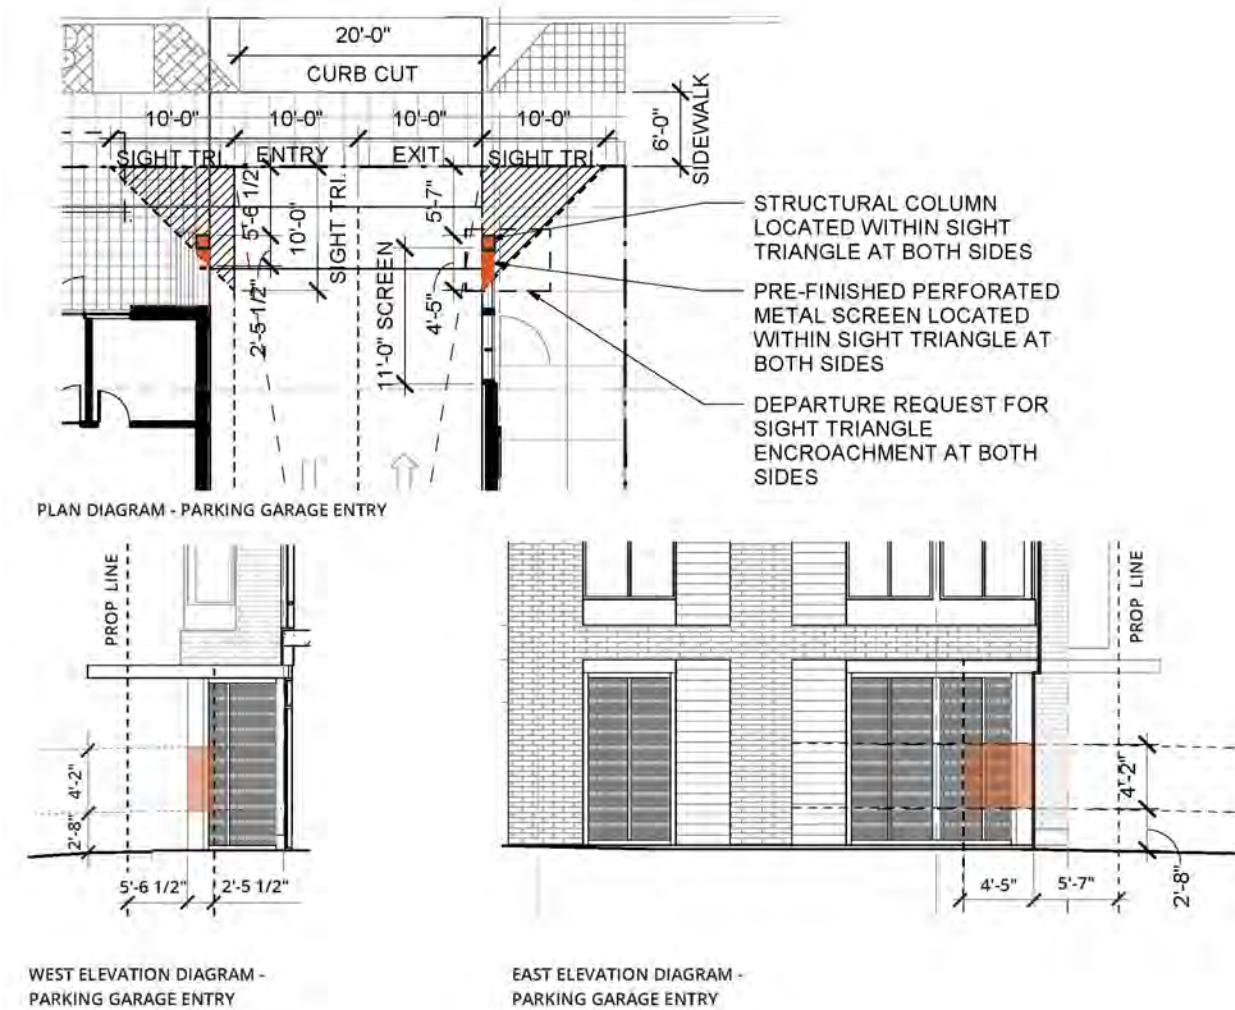 20'-0"
CURB CUT
10'-0" 10'-0" 10'-0" 10'-0"
6'-0"
SIDEWALK
SIGHT TRI. ENTRY EXIT SIGHT TRI.
5'-6 1/2"
10'-0"
SIGHT TRI.
5'-7"
2'-5 1/2"
11'-0" SCREEN
4'-5"
STRUCTURAL COLUMN
LOCATED WITHIN SIGHT
TRIANGLE AT BOTH SIDES
PRE-FINISHED PERFORATED
METAL SCREEN LOCATED
WITHIN SIGHT TRIANGLE AT
BOTH SIDES
DEPARTURE REQUEST FOR
SIGHT TRIANGLE
ENCROACHMENT AT BOTH
SIDES
PLAN DIAGRAM - PARKING GARAGE ENTRY
PROP LINE
4'-2"
2'-8"
5'-6 1/2" 2'-5 1/2"
WEST ELEVATION DIAGRAM -
PARKING GARAGE ENTRY
PROP LINE
4'-2"
2'-8"
4'-5" 5'-7"
EAST ELEVATION DIAGRAM -
PARKING GARAGE ENTRY